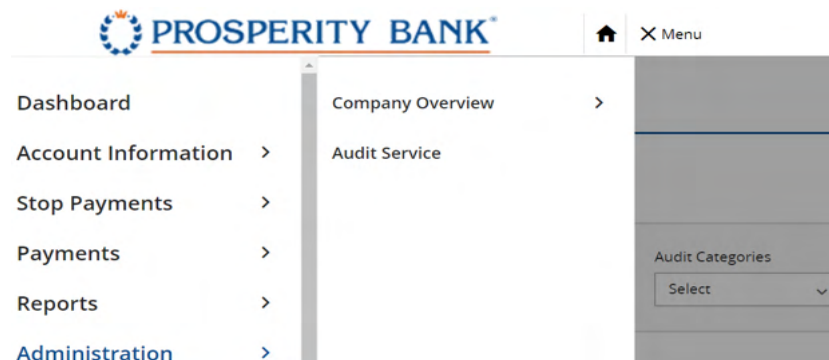 PROSPERITY BANK®
Menu
Dashboard
Account Information
Stop Payments
Payments
Reports
Administration
Company Overview
Audit Service
Audit Categories
Select